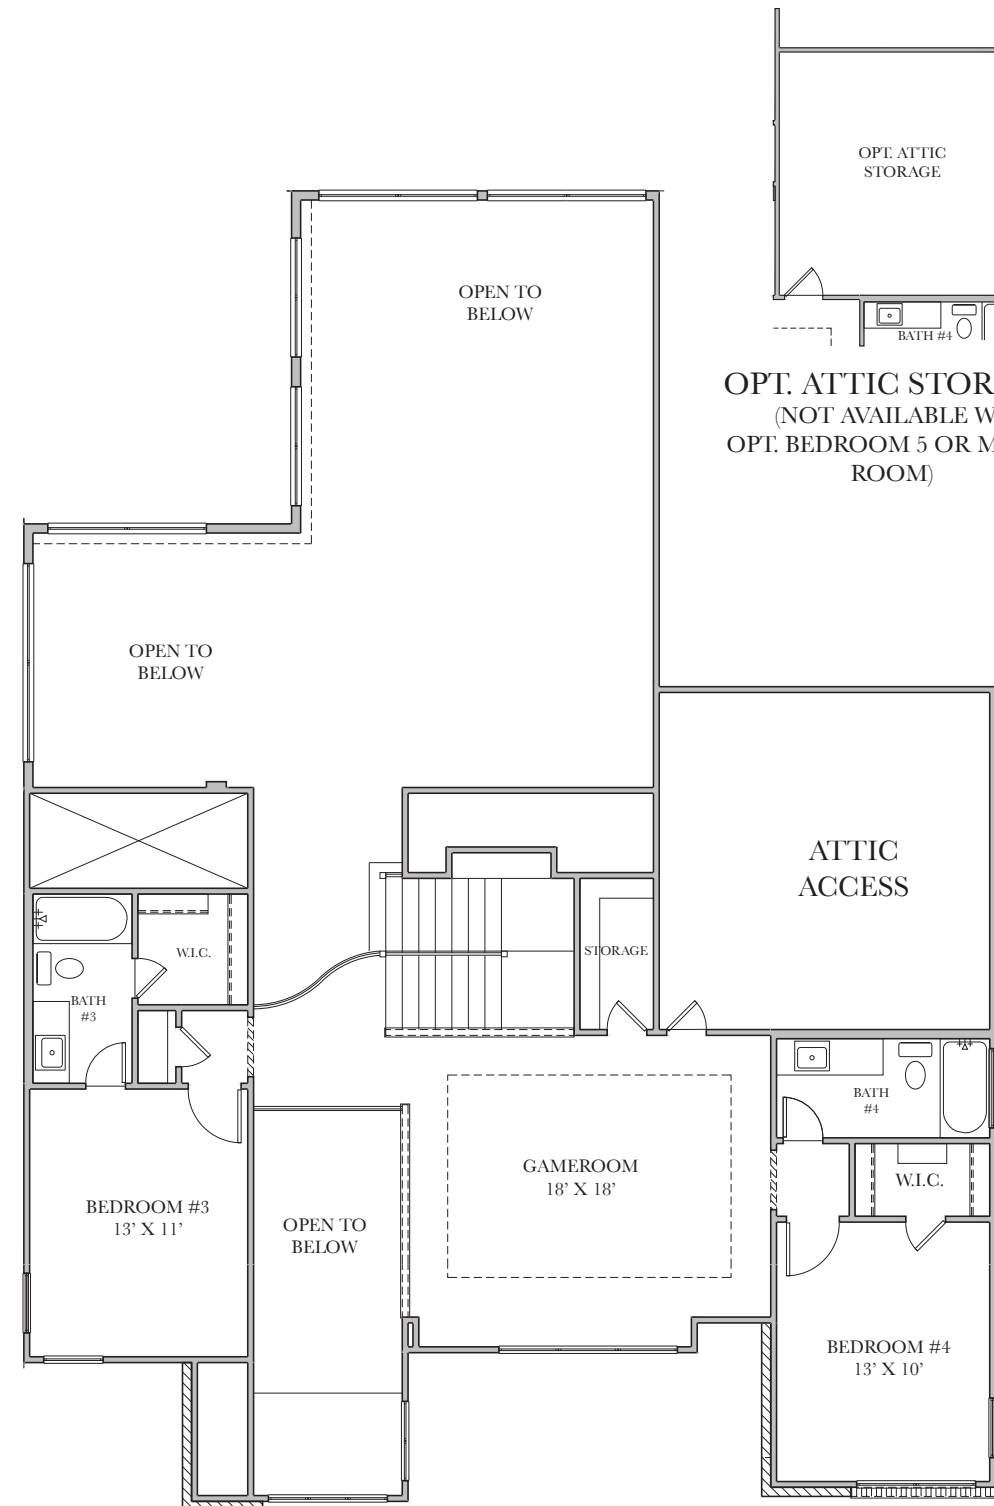 OPT. ATTIC
STORAGE
OPEN TO
BELOW
BATH #4
OPT. ATTIC STOR
(NOT AVAILABLE W
OPT. BEDROOM 5 OR M
ROOM)
OPEN TO
BELOW
ATTIC
ACCESS
W.I.C.
STORAGE
BATH
#3
BATH
#4
GAMEROOM
18’ X 18’
W.I.C.
BEDROOM #3
13’ X 11’
OPEN TO
BELOW
BEDROOM #4
13’ X 10’